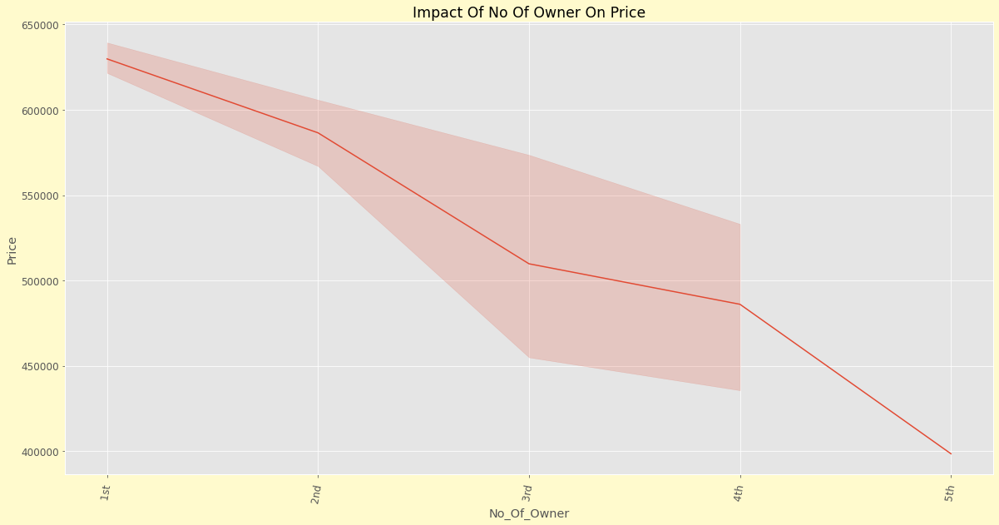 Impact Of No Of Owner On Price
650000
600000
550000
500000
450000
400000
Price
1st
2nd
3rd
4th
5th
No_Of_Owner